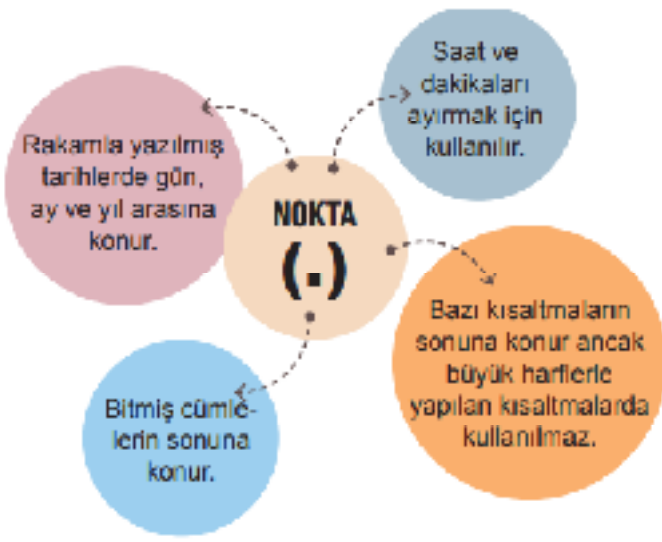 NOKTA
(.)
Rakamla yazılmış
tarihlerde gün,
ay ve yıl arasına
konur.
Saat ve
dakikaları
ayırmak için
kullanılır.
Bazı kısaltmaların
sonuna konur ancak
büyük harflerle
yapılan kısaltmalarda
kullanılmaz.
Bitmiş cümle-
lerin sonuna
konur.